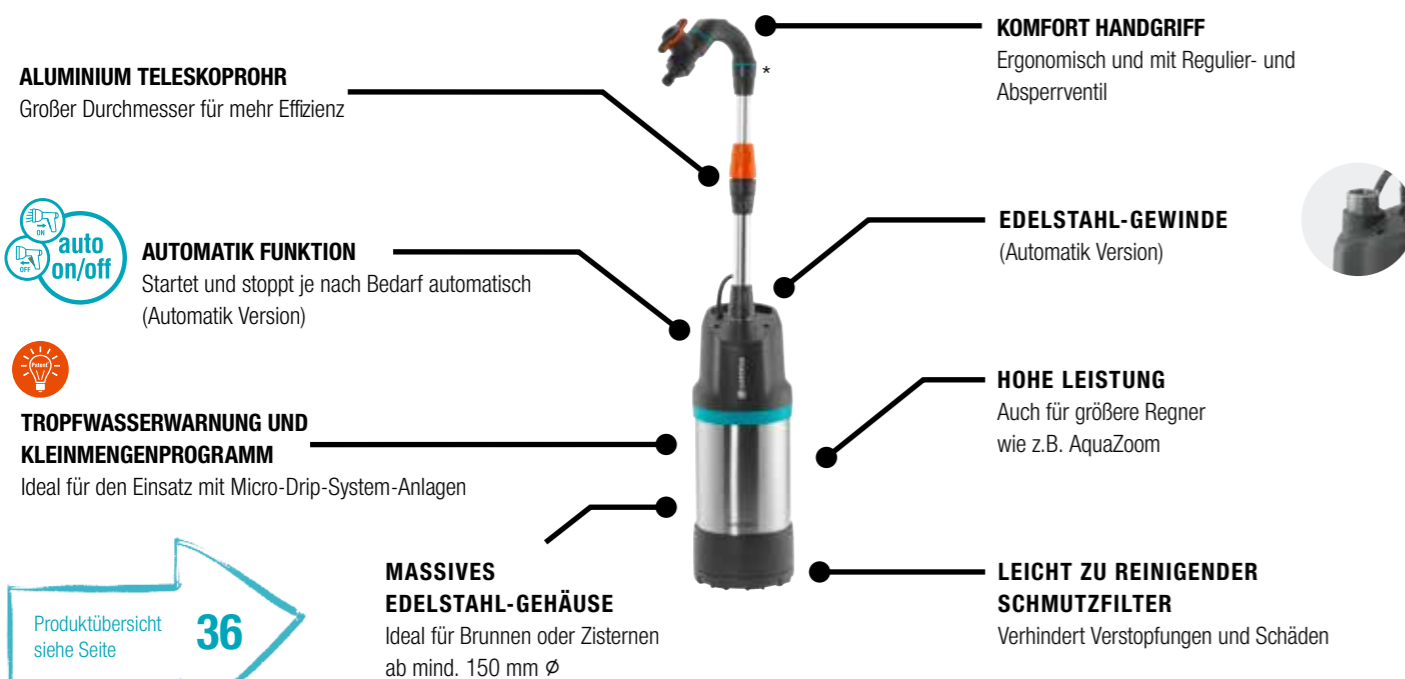 KOMFORT HANDGRIFF
Ergonomisch und mit Regulier- und
Absperrventil
*
ALUMINIUM TELESKOPROHR
Großer Durchmesser für mehr Effizienz
ON
OFF
auto
on/off
AUTOMATIK FUNKTION
Startet und stoppt je nach Bedarf automatisch
(Automatik Version)
EDELSTAHL-GEWINDE
(Automatik Version)
Patent
TROPFWASSERWARNUNG UND
KLEINMENGENPROGRAMM
Ideal für den Einsatz mit Micro-Drip-System-Anlagen
HOHE LEISTUNG
Auch für größere Regner
wie z.B. AquaZoom
MASSIVES
EDELSTAHL-GEHÄUSE
Ideal für Brunnen oder Zisternen
ab mind. 150 mm Ø
LEICHT ZU REINIGENDER
SCHMUTZFILTER
Verhindert Verstopfungen und Schäden
Produktübersicht
siehe Seite
36